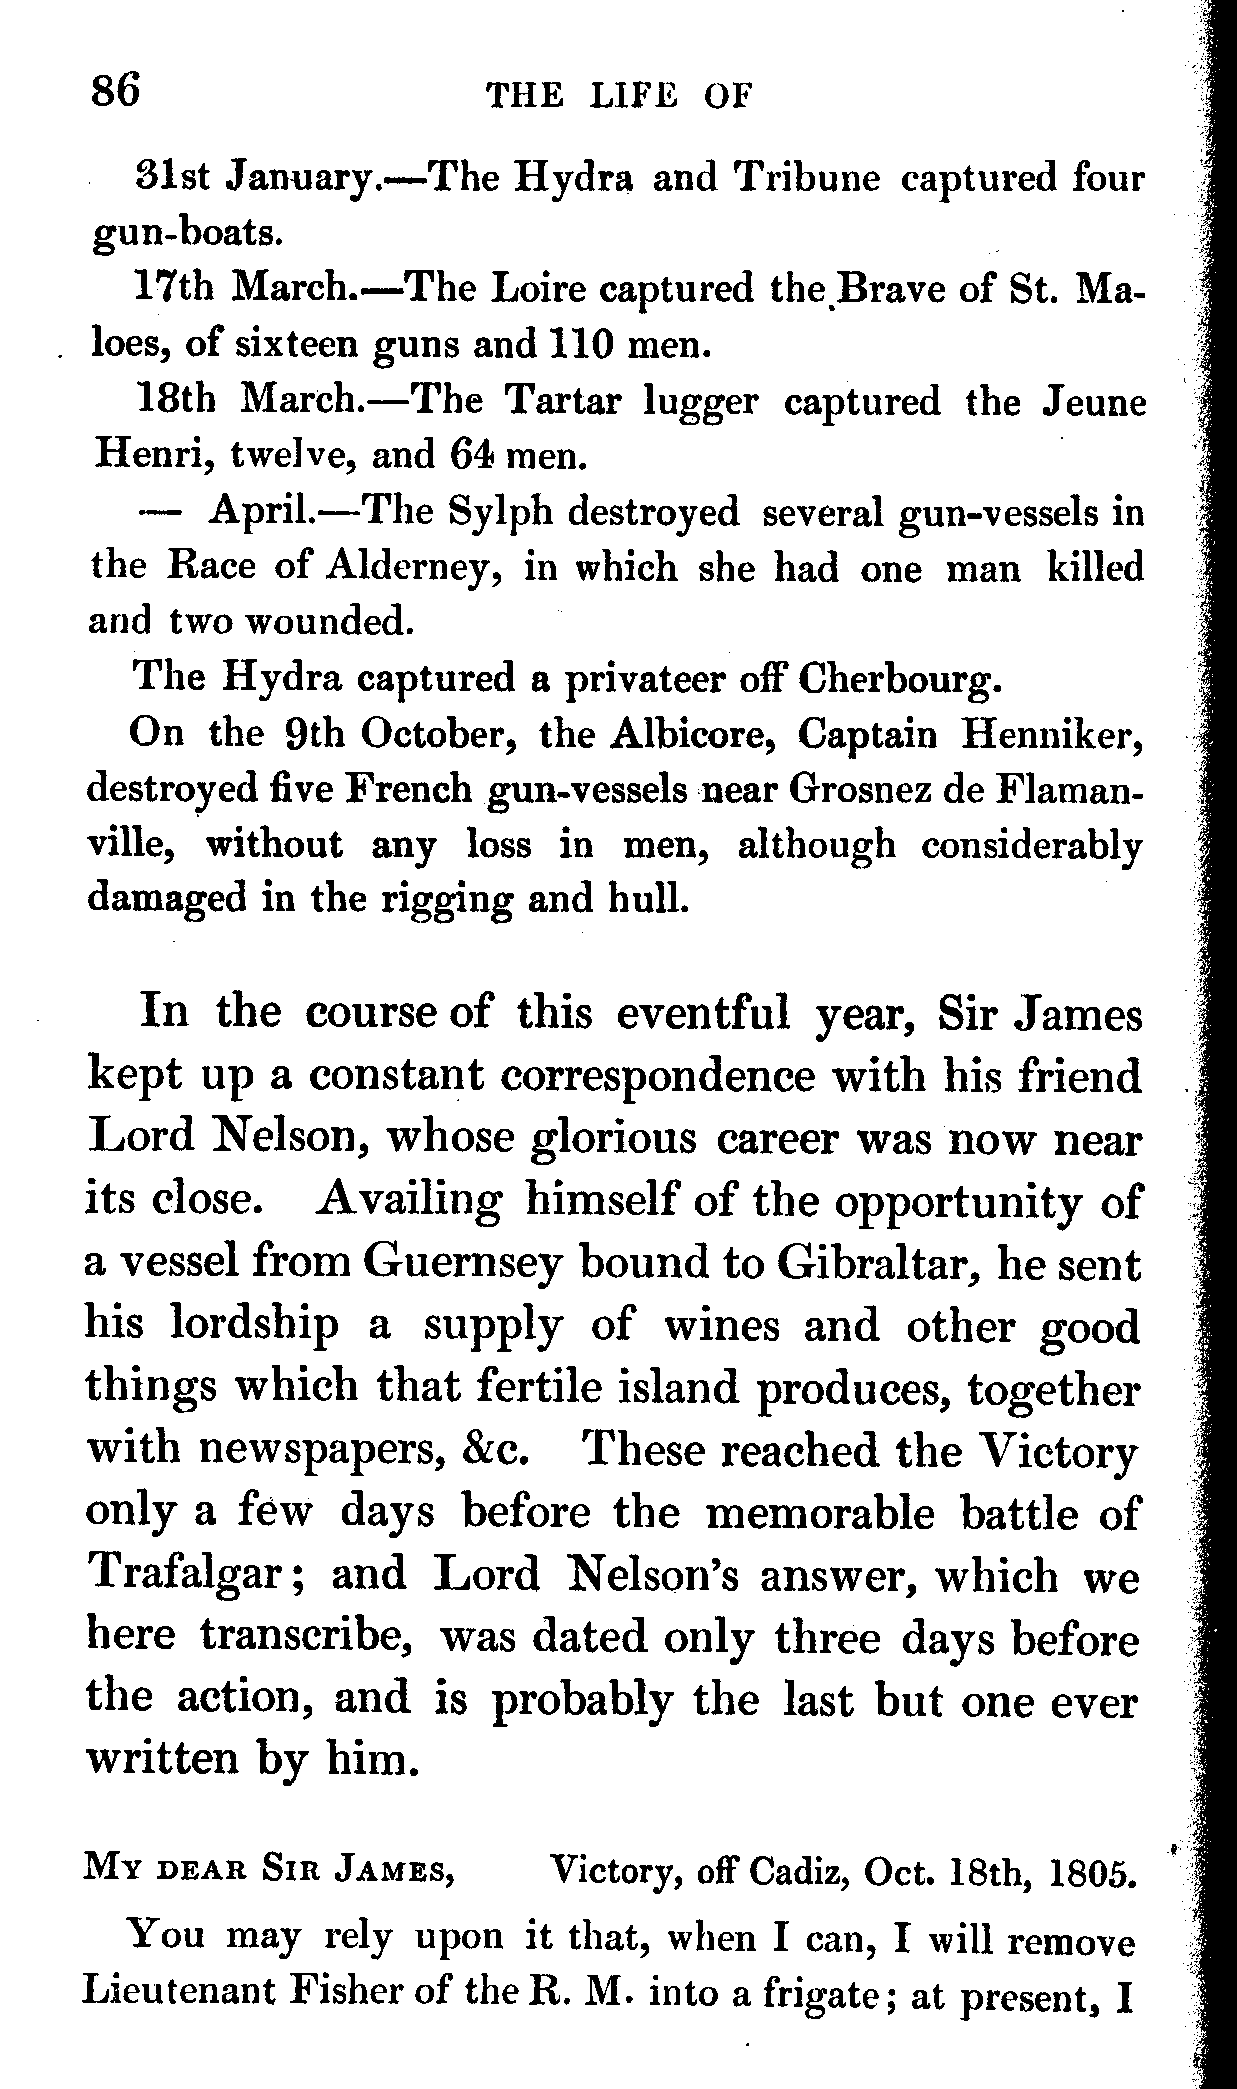 86 THE LIFE OF
31st January.—The Hydra and Tribune captured four
gun-boats.
17th March.—The Loire captured the Brave of St. Ma-
loes, of sixteen guns and 110 men.
18th March.—The Tartar lugger captured the Jeune
Henri, twelve, and 64 men.
— April.—The Sylph destroyed several gun-vessels in
the Race of Alderney, in which she had one man killed
and two wounded.
The Hydra captured a privateer off Cherbourg.
On the 9th October, the Albicore, Captain Henniker,
destroyed five French gun-vessels near Grosnez de Flaman-
ville, without any loss in men, although considerably
damaged in the rigging and hull.
In the course of this eventful year, Sir James
kept up a constant correspondence with his friend
Lord Nelson, whose glorious career was now near
its close. Availing himself of the opportunity of
a vessel from Guernsey bound to Gibraltar, he sent
his lordship a supply of wines and other good
things which that fertile island produces, together
with newspapers, &c. These reached the Victory
only a few days before the memorable battle of
Trafalgar; and Lord Nelson's answer, which we
here transcribe, was dated only three days before
the action, and is probably the last but one ever
written by him.
MY DEAR SIR JAMES, Victory, off Cadiz, Oct. 18th, 1805.
You may rely upon it that, when I can, I will remove
Lieutenant Fisher of the R. M. into a frigate; at present, I